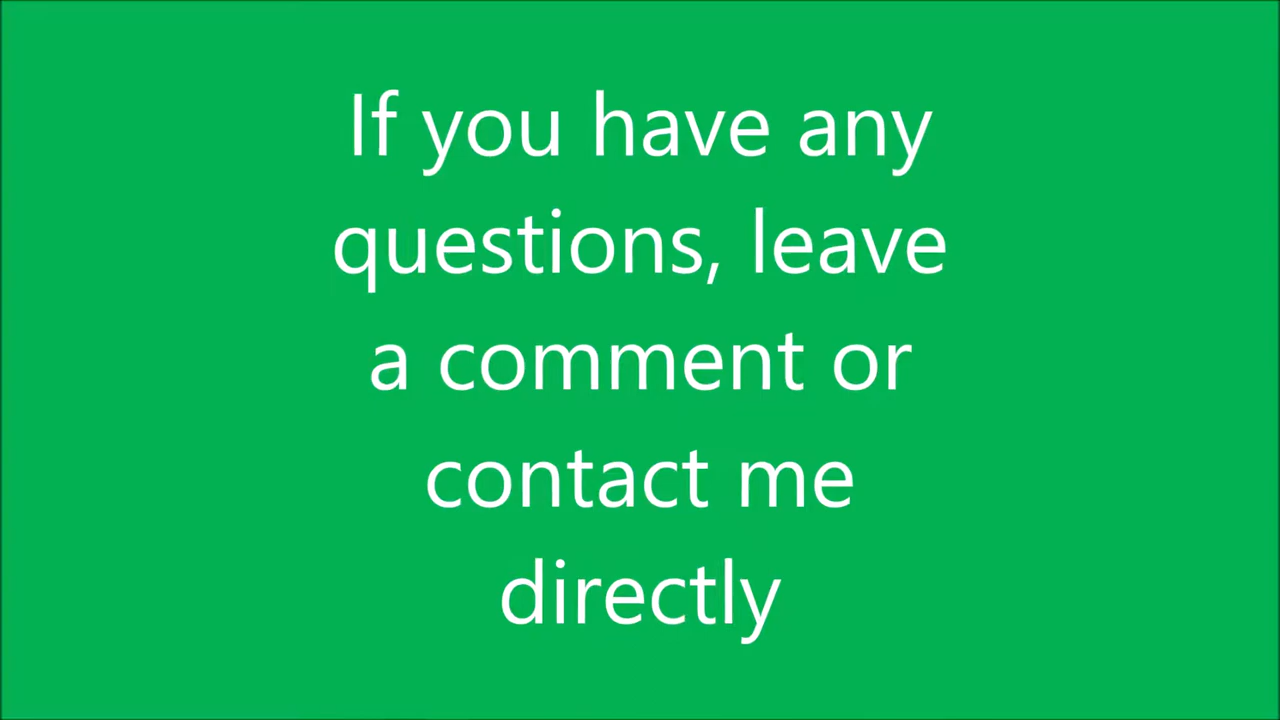 If you have any
questions, leave
a comment or
contact me
directly